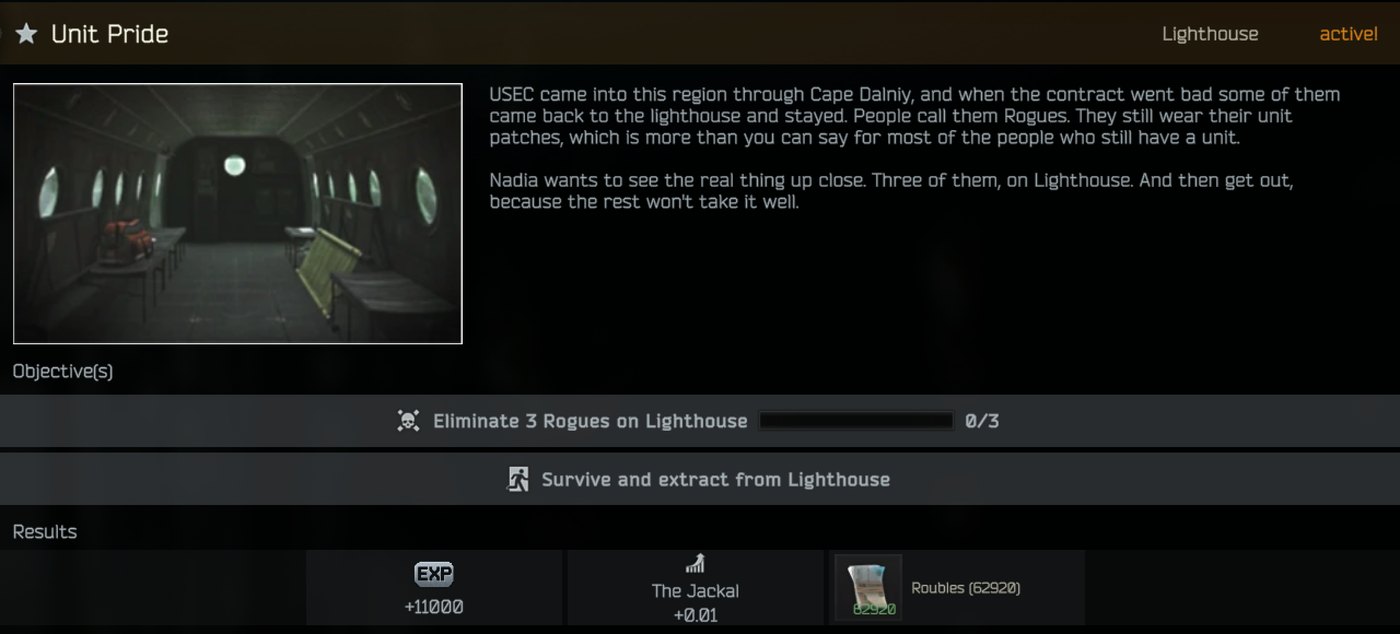 Unit Pride
Lighthouse
active!
USEC came into this region through Cape Dalniy, and when the contract went bad some of them
came back to the lighthouse and stayed. People call them Rogues. They still wear their unit
patches, which is more than you can say for most of the people who still have a unit.
Nadia wants to see the real thing up close. Three of them, on Lighthouse. And then get out,
because the rest won't take it well.
Objective(s)
Eliminate 3 Rogues on Lighthouse
0/3
Survive and extract from Lighthouse
Results
EXP
+11000
The Jackal
+0.01
62920
Roubles (62920)